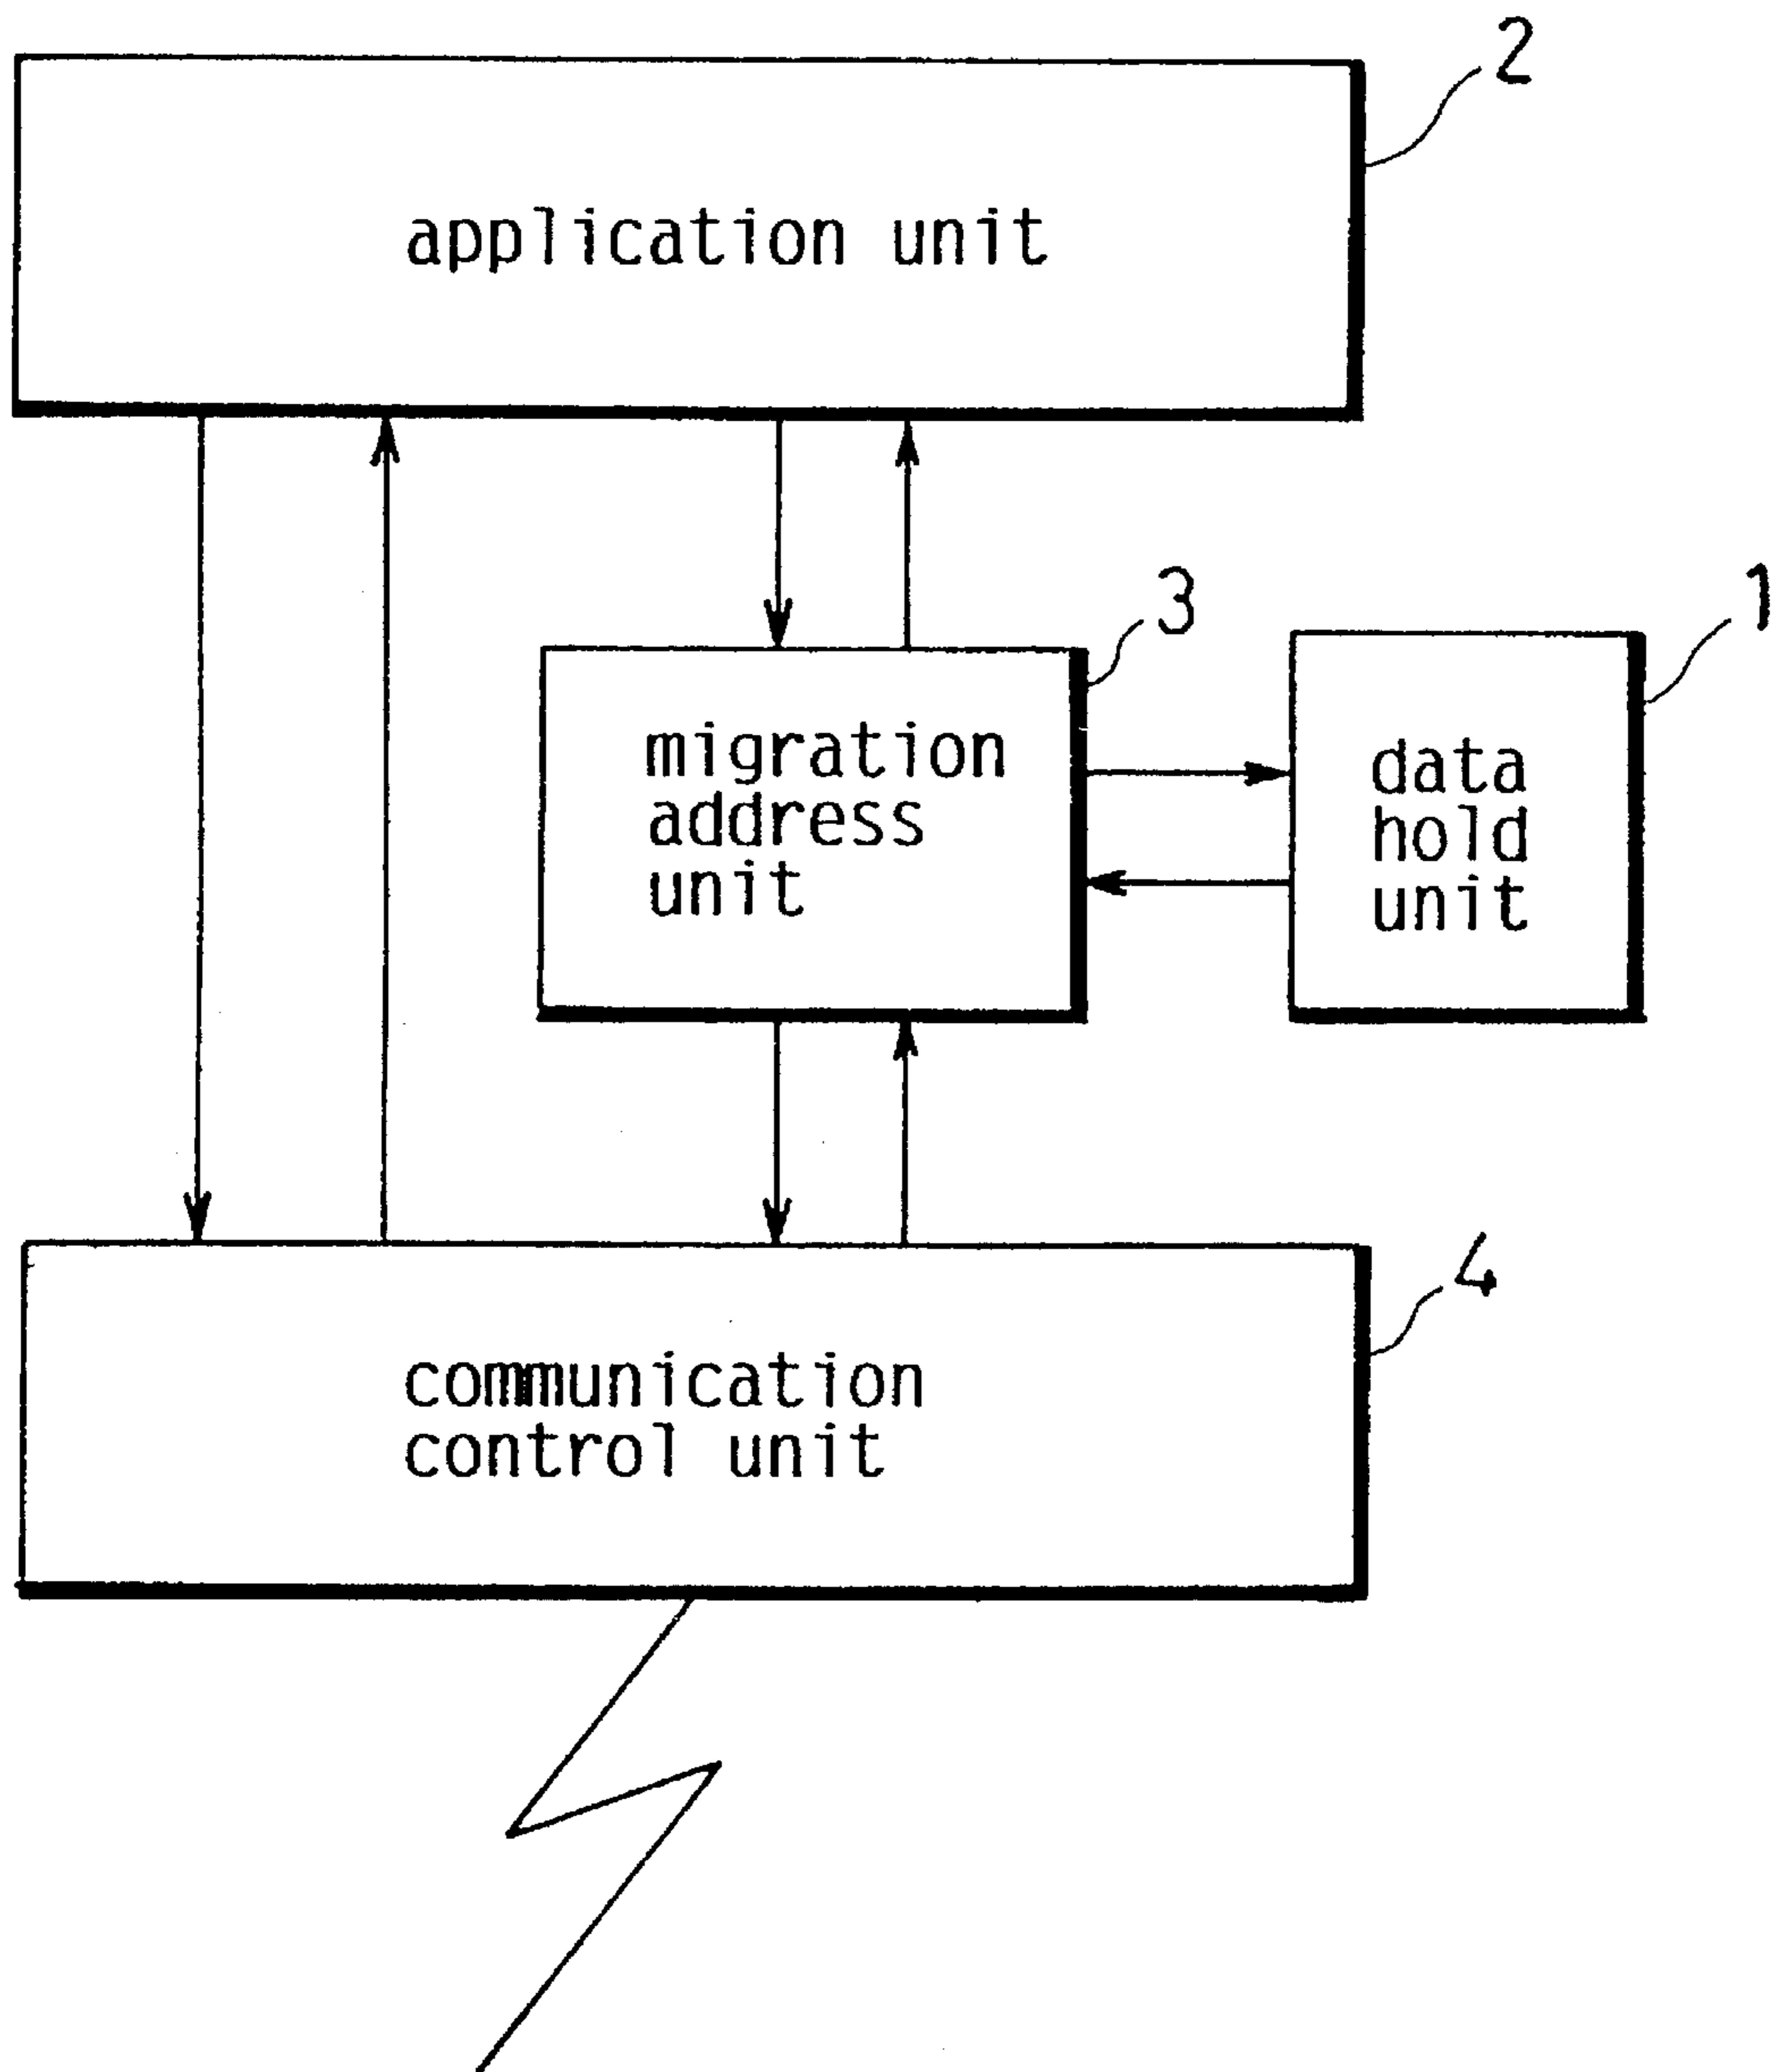 2
application unit
3
1
migration
address
unit
data
hold
unit
4
communication
control unit